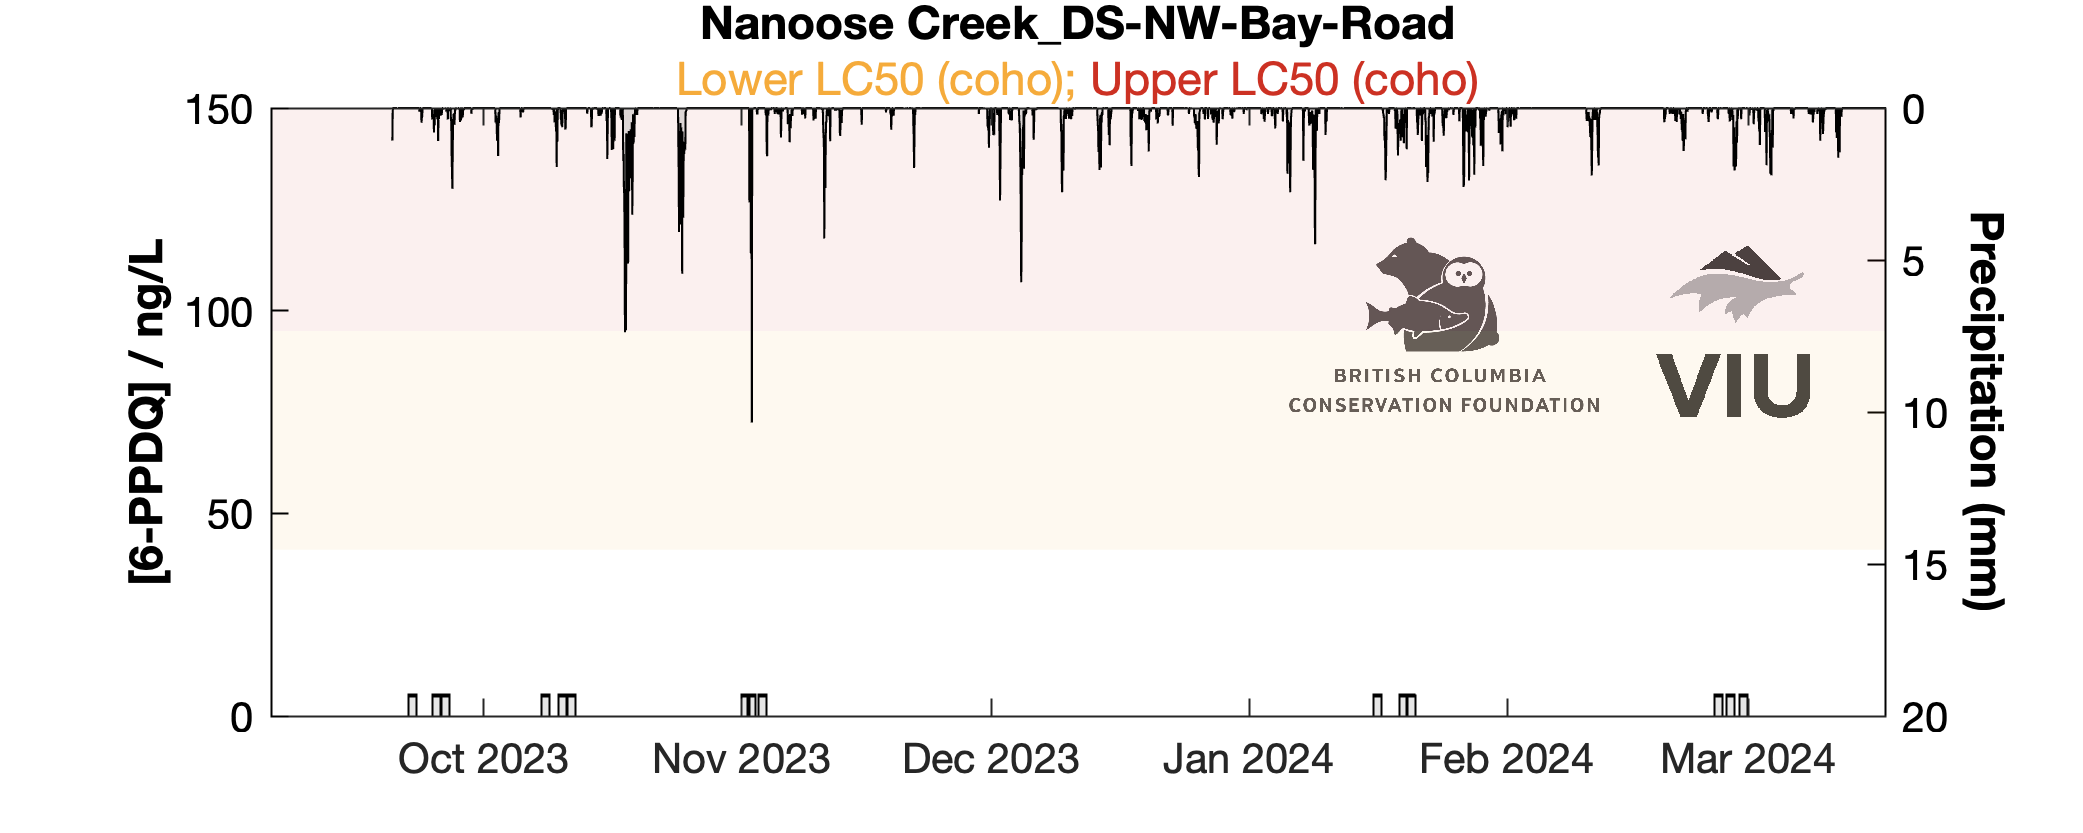 Nanoose Creek_DS-NW-Bay-Road
Lower LC50 (coho); Upper LC50 (coho)
150
100
50
0
[6-PPDQ] / ng/L
0
5
10
15
20
Precipitation (mm)
BRITISH COLUMBIA
CONSERVATION FOUNDATION
VIU
Oct 2023
Nov 2023
Dec 2023
Jan 2024
Feb 2024
Mar 2024